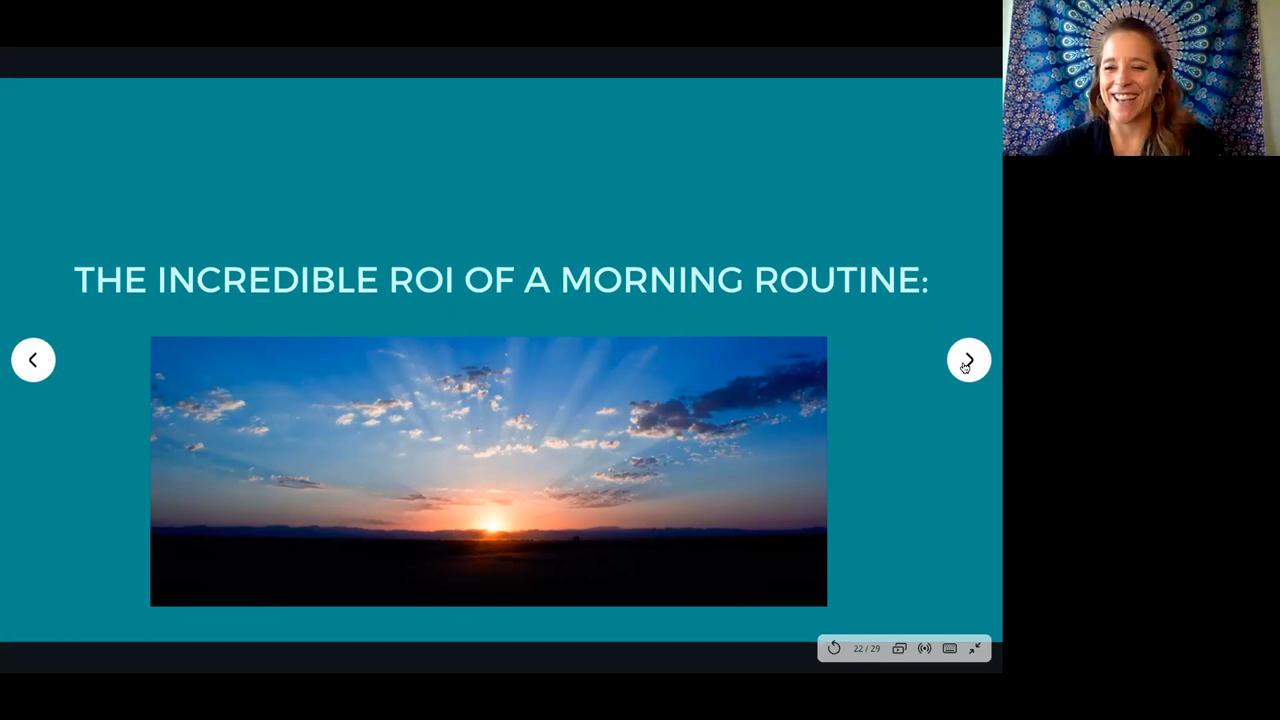 THE INCREDIBLE ROI OF A MORNING ROUTINE:
22 / 29